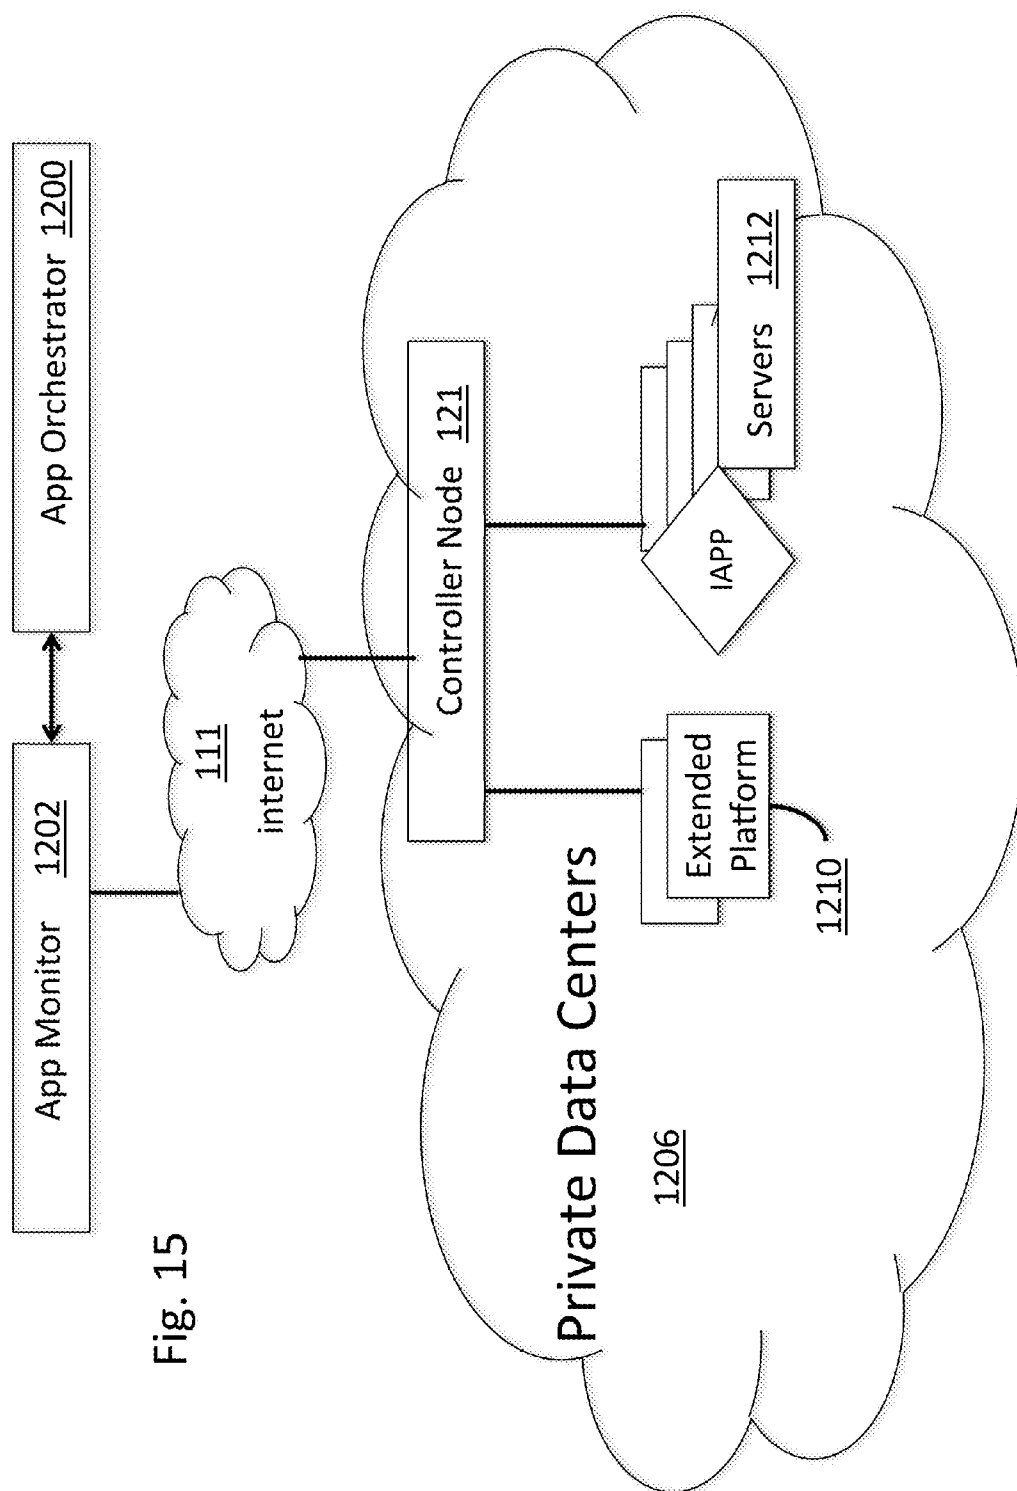 App Monitor 1202
App Orchestrator 1200
Fig. 15
111
internet
Controller Node 121
Private Data Centers
1206
Extended
Platform
1210
IAPP
Servers 1212